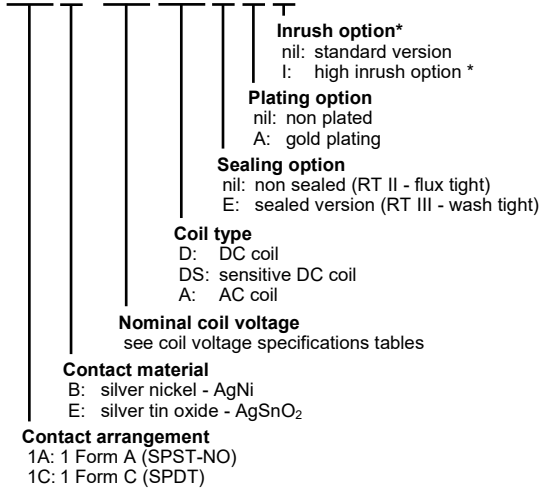 Inrush option*
nil: standard version
I: high inrush option *
Plating option
nil: non plated
A: gold plating
Sealing option
nil: non sealed (RT II - flux tight)
E: sealed version (RT III - wash tight)
Coil type
D: DC coil
DS: sensitive DC coil
A: AC coil
Nominal coil voltage
see coil voltage specifications tables
Contact material
B: silver nickel - AgNi
E: silver tin oxide - AgSnO₂
Contact arrangement
1A: 1 Form A (SPST-NO)
1C: 1 Form C (SPDT)